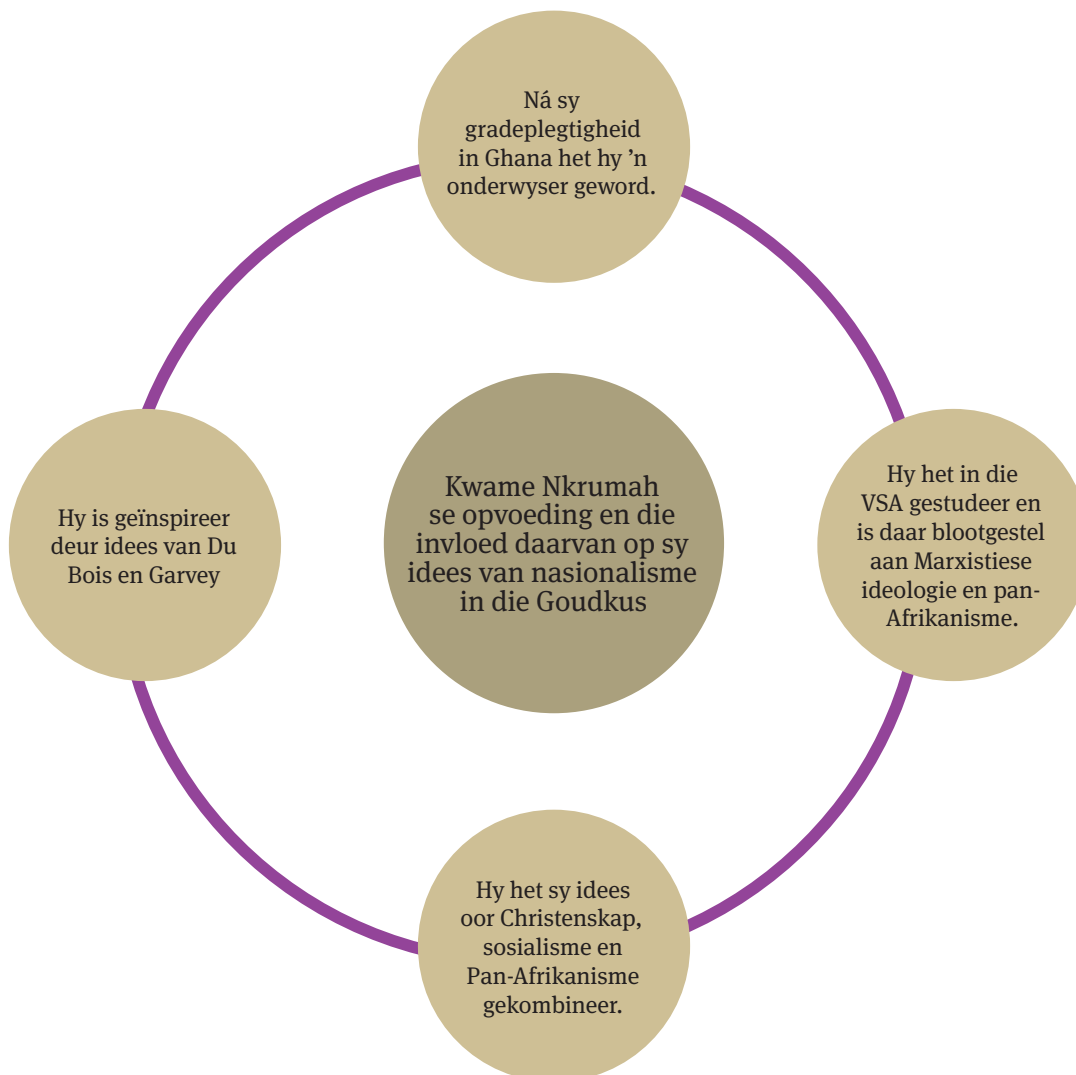 Ná sy
gradeplegtigheid
in Ghana het hy ’n
onderwyser geword.
Kwame Nkrumah
se opvoeding en die
invloed daarvan op sy
idees van nasionalisme
in die Goudkus
Hy het in die
VSA gestudeer en
is daar blootgestel
aan Marxistiese
ideologie en pan-
Afrikanisme.
Hy het sy idees
oor Christenskap,
sosialisme en
Pan-Afrikanisme
gekombineer.
Hy is geïnspireer
deur idees van Du
Bois en Garvey